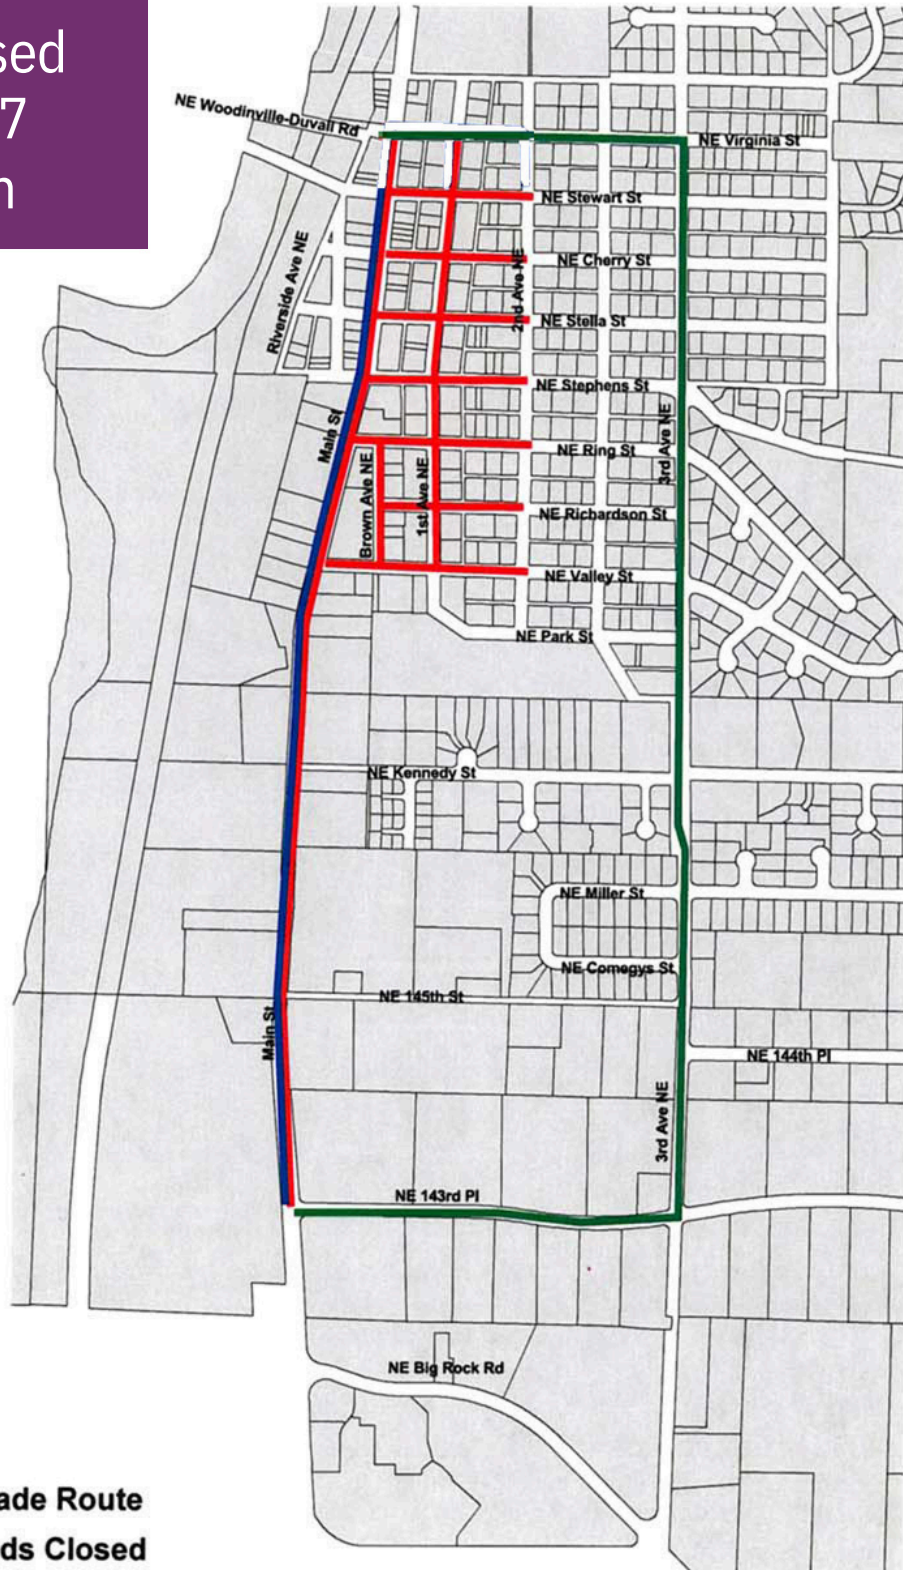 sed
7
n
NE Woodinville-Duvall Rd
NE Virginia St
NE Stewart St
Riverside Ave NE
NE Cherry St
2nd Ave NE
NE Stella St
NE Stephens St
Main St
3rd Ave NE
NE Ring St
Brown Ave NE
1st Ave NE
NE Richardson St
NE Valley St
NE Park St
NE Kennedy St
NE Miller St
NE Comegys St
NE 145th St
Main St
NE 144th Pl
3rd Ave NE
NE 143rd Pl
NE Big Rock Rd
ade Route
ds Closed